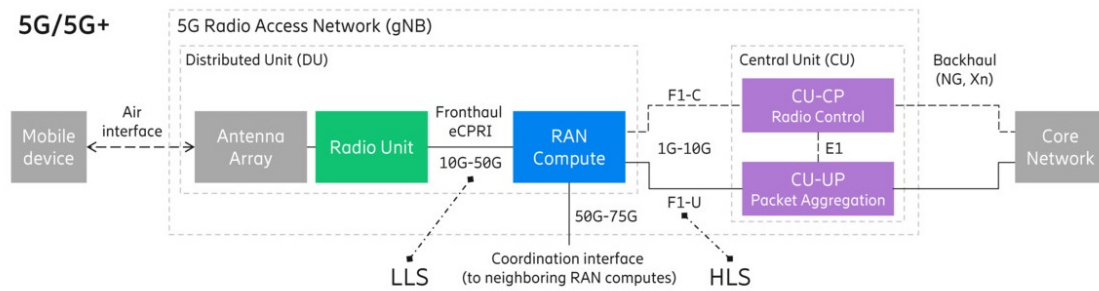 5G/5G+
5G Radio Access Network (gNB)
Distributed Unit (DU)
Central Unit (CU)
Backhaul
(NG, Xn)
Air
interface
Mobile
device
Antenna
Array
Radio Unit
Fronthaul
eCPRI
10G-50G
RAN
Compute
F1-C
1G-10G
F1-U
CU-CP
Radio Control
E1
CU-UP
Packet Aggregation
Core
Network
50G-75G
LLS
Coordination interface
(to neighboring RAN computes)
HLS